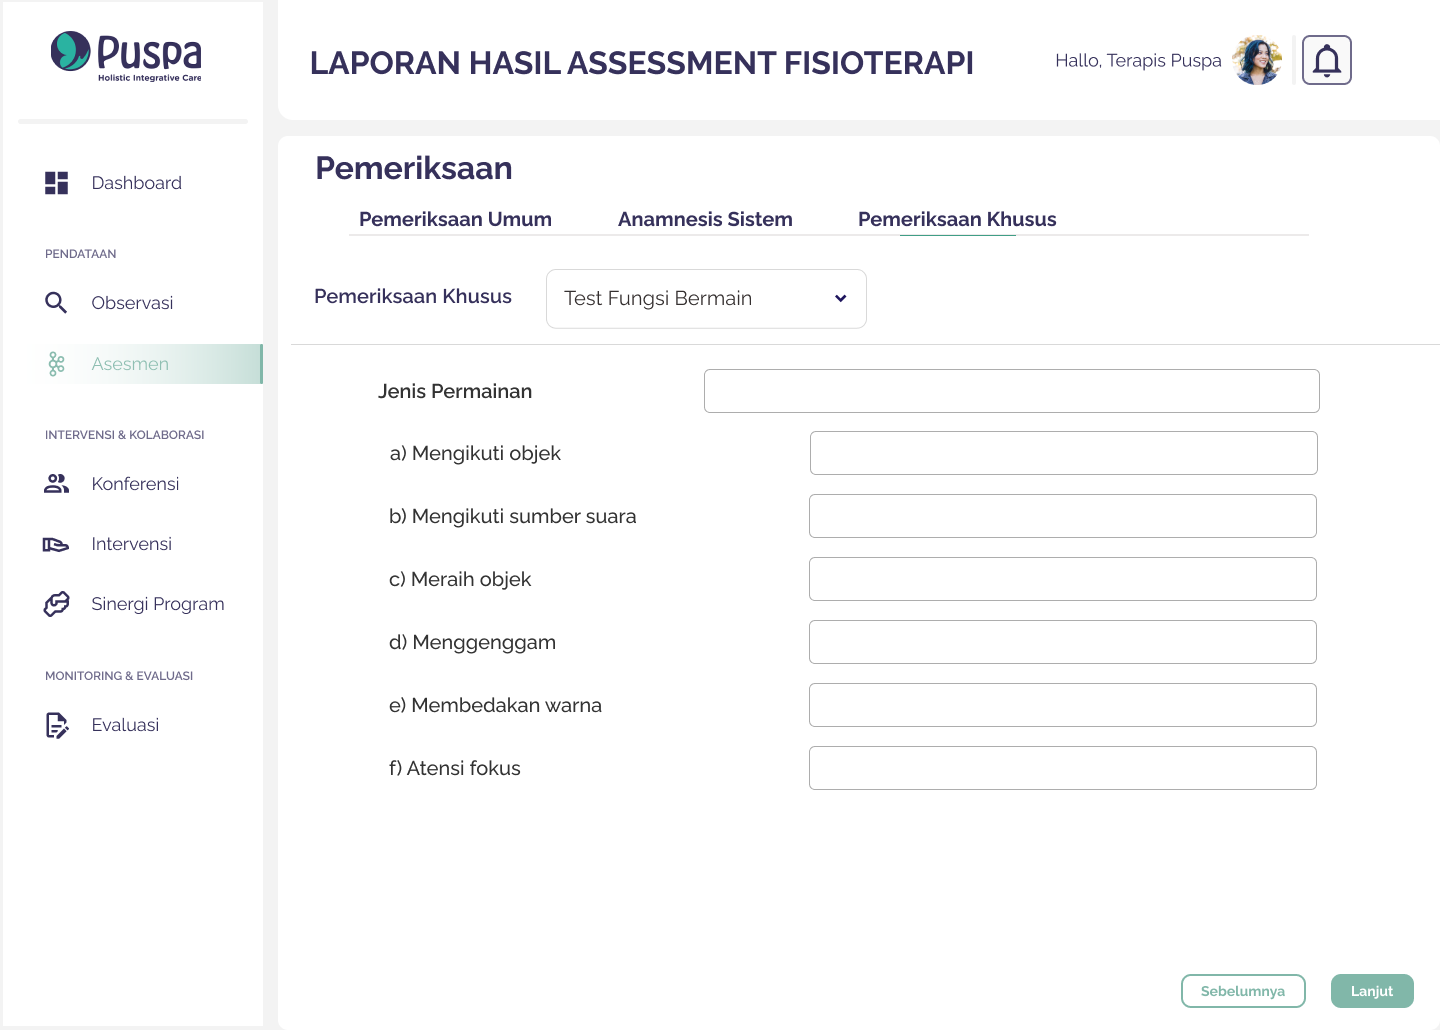 Puspa
Holistic Integrative Care
LAPORAN HASIL ASSESSMENT FISIOTERAPI
Hallo, Terapis Puspa
Dashboard
PENDATAAN
Observasi
Asesmen
INTERVENSI & KOLABORASI
Konferensi
Intervensi
Sinergi Program
MONITORING & EVALUASI
Evaluasi
Pemeriksaan
Pemeriksaan Umum
Anamnesis Sistem
Pemeriksaan Khusus
Pemeriksaan Khusus
Test Fungsi Bermain
Jenis Permainan
a) Mengikuti objek
b) Mengikuti sumber suara
c) Meraih objek
d) Menggenggam
e) Membedakan warna
f) Atensi fokus
Sebelumnya
Lanjut